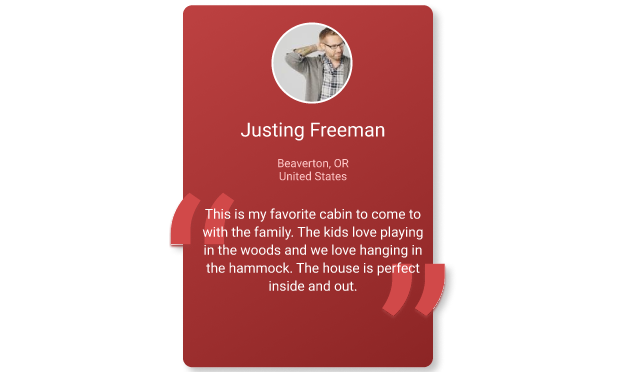 Justing Freeman
Beaverton, OR
United States
“
This is my favorite cabin to come to
with the family. The kids love playing
in the woods and we love hanging in
the hammock. The house is perfect
inside and out.
”